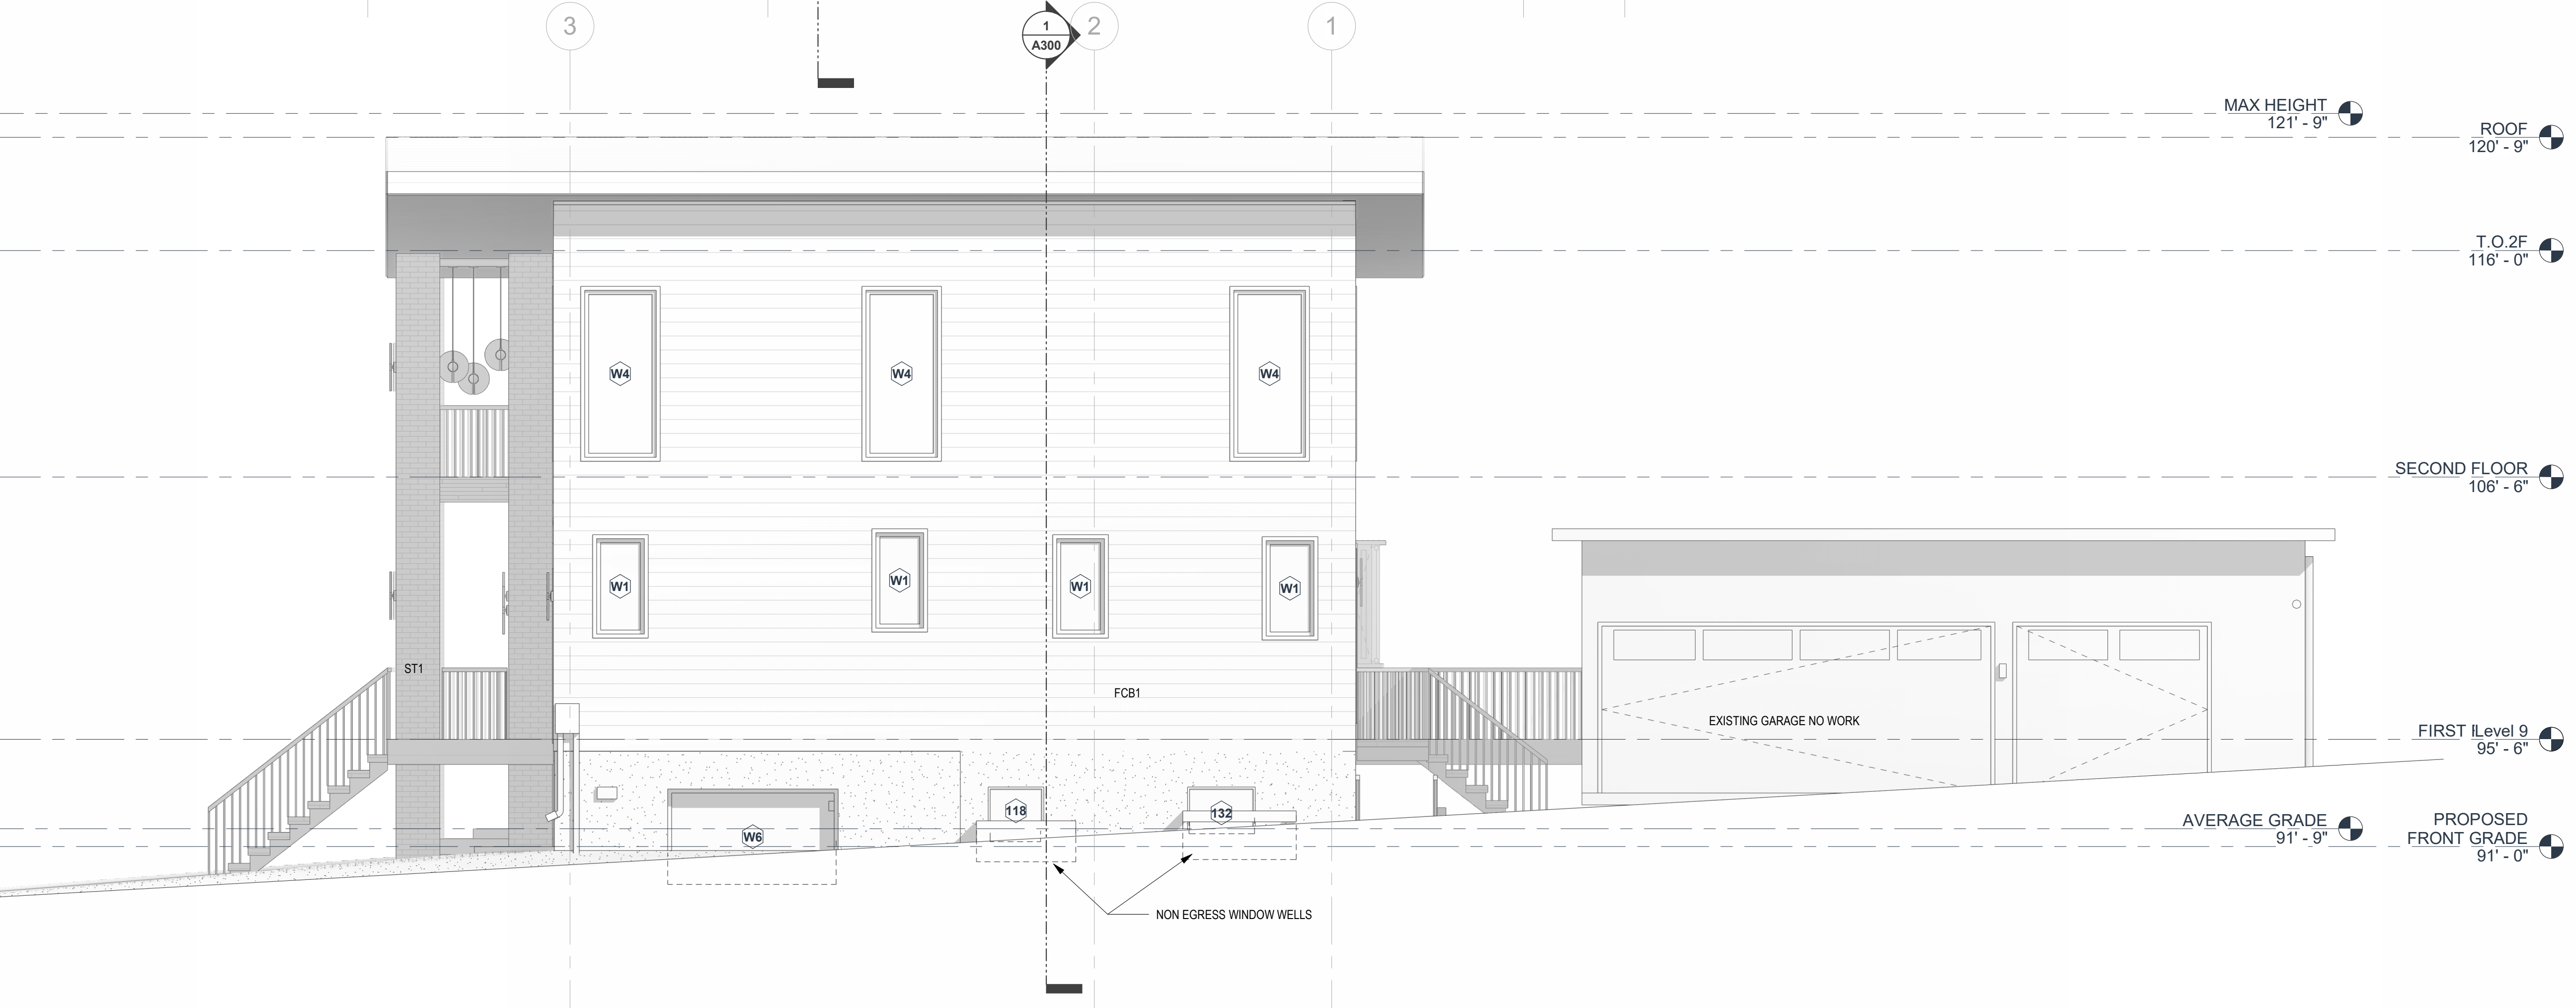 3
1
A300
2
1
MAX HEIGHT
121' - 9"
ROOF
120' - 9"
T.O.2F
116' - 0"
W4
W4
W4
SECOND FLOOR
106' - 6"
W1
W1
W1
W1
ST1
FCB1
EXISTING GARAGE NO WORK
FIRST Level 9
95' - 6"
118
132
W6
AVERAGE GRADE
91' - 9"
PROPOSED
FRONT GRADE
91' - 0"
NON EGRESS WINDOW WELLS